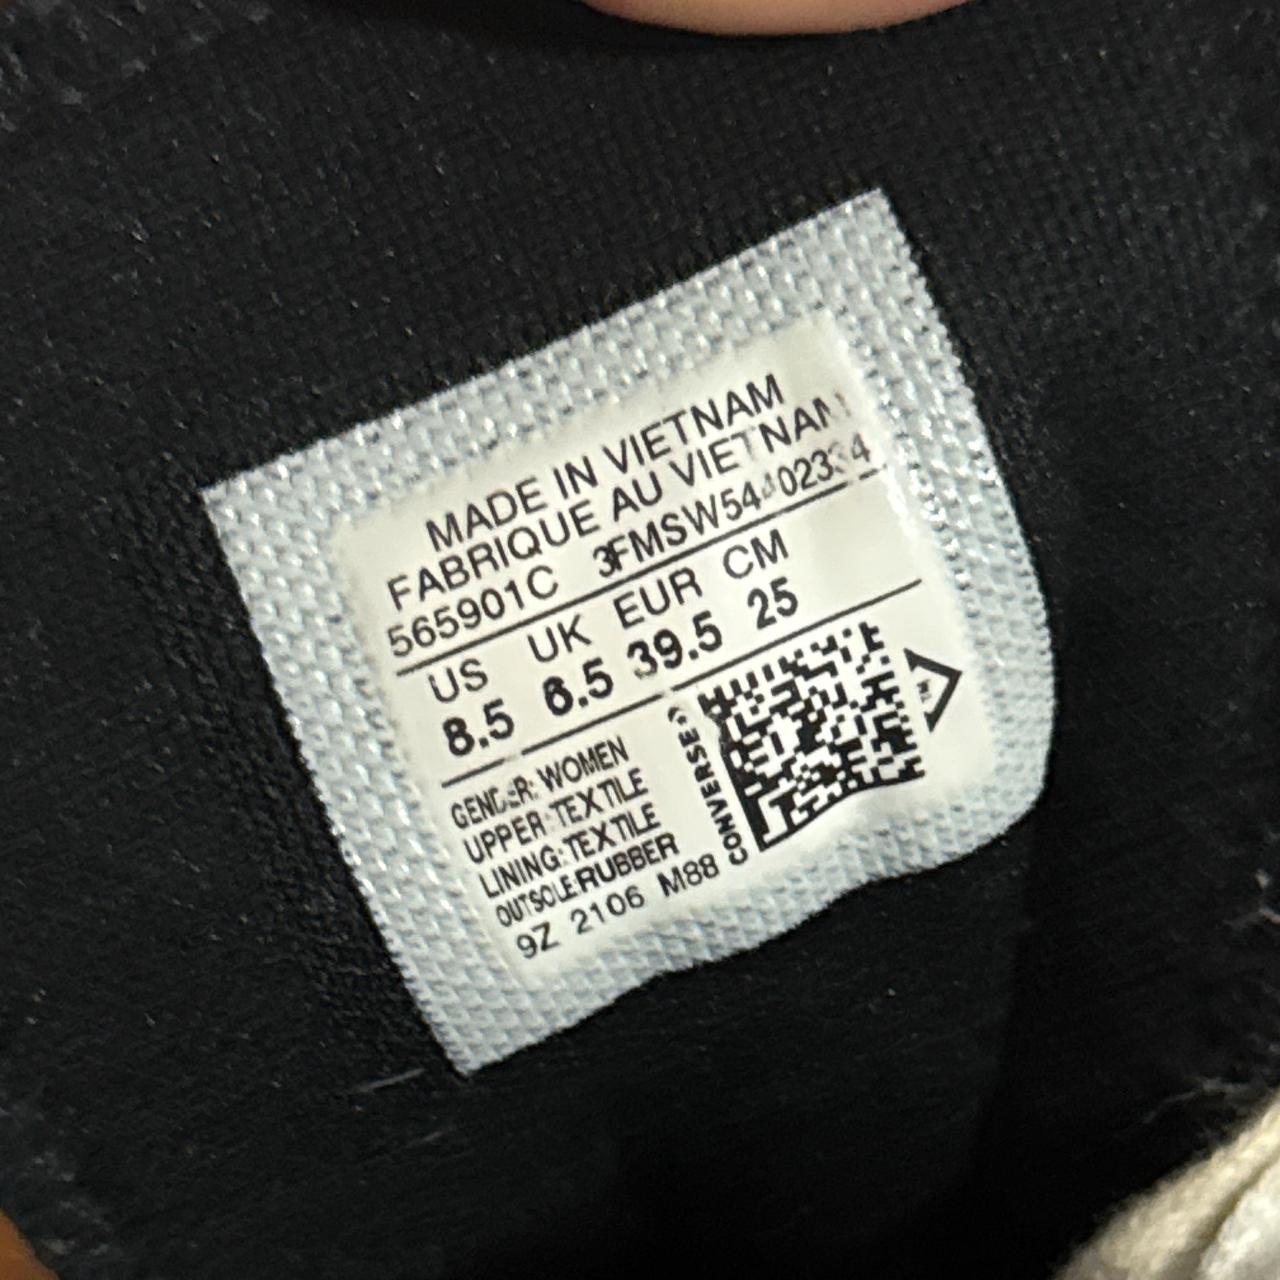 MADE IN VIETNAM
FABRIQUE AU VIETNAM
565901C 3FMSW54402334
US UK EUR CM
8.5 6.5 39.5 25
GENDER: WOMEN
UPPER:TEXTILE
LINING:TEXTILE
OUTSOLE:RUBBER
9Z 2106 M88
CONVERSE